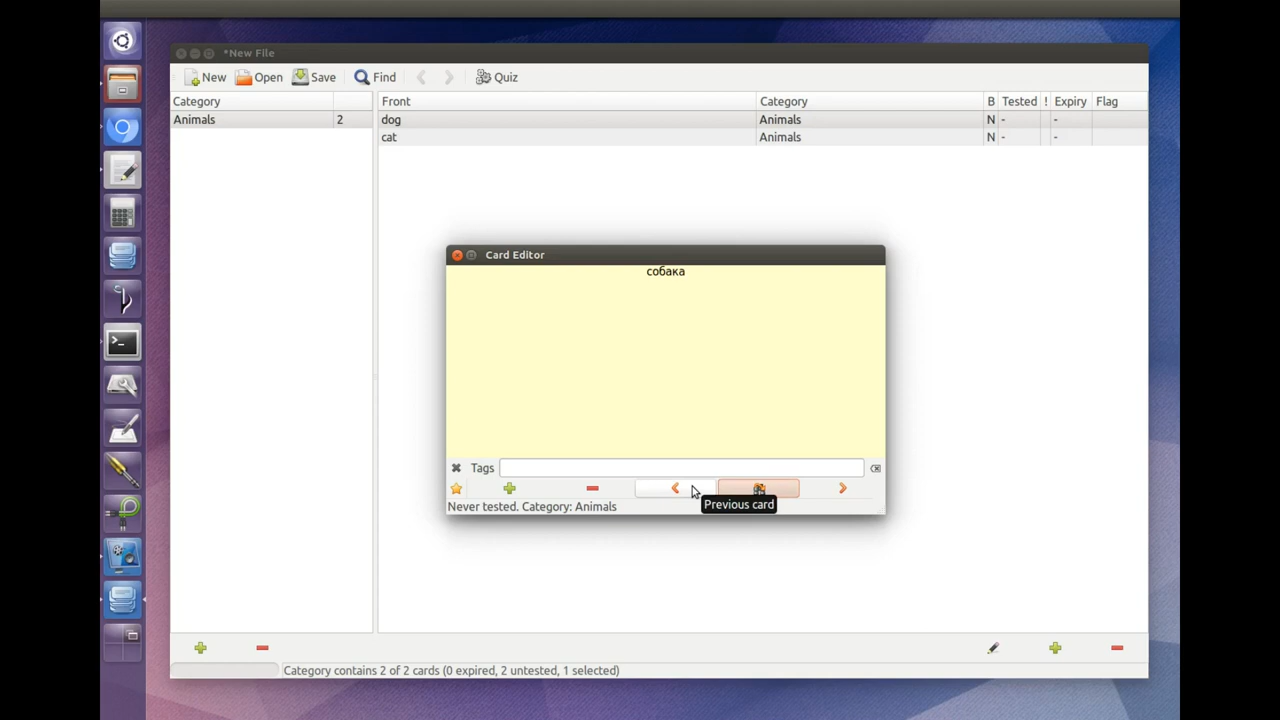 *New File
New Open Save Find Quiz
Category Front Category B Tested ! Expiry Flag
Animals 2 dog Animals N - -
cat Animals N - -
Card Editor
собака
Tags
Previous card
Never tested. Category: Animals
Category contains 2 of 2 cards (0 expired, 2 untested, 1 selected)